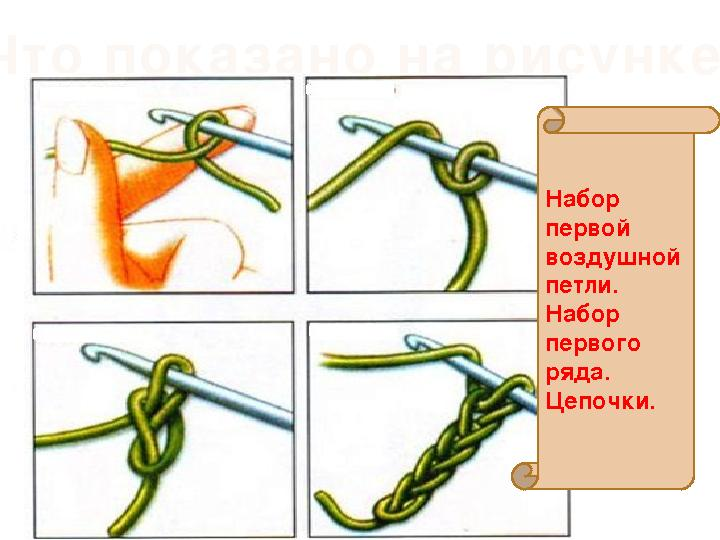 Что показано на рисунке
Набор
первой
воздушной
петли.
Набор
первого
ряда.
Цепочки.